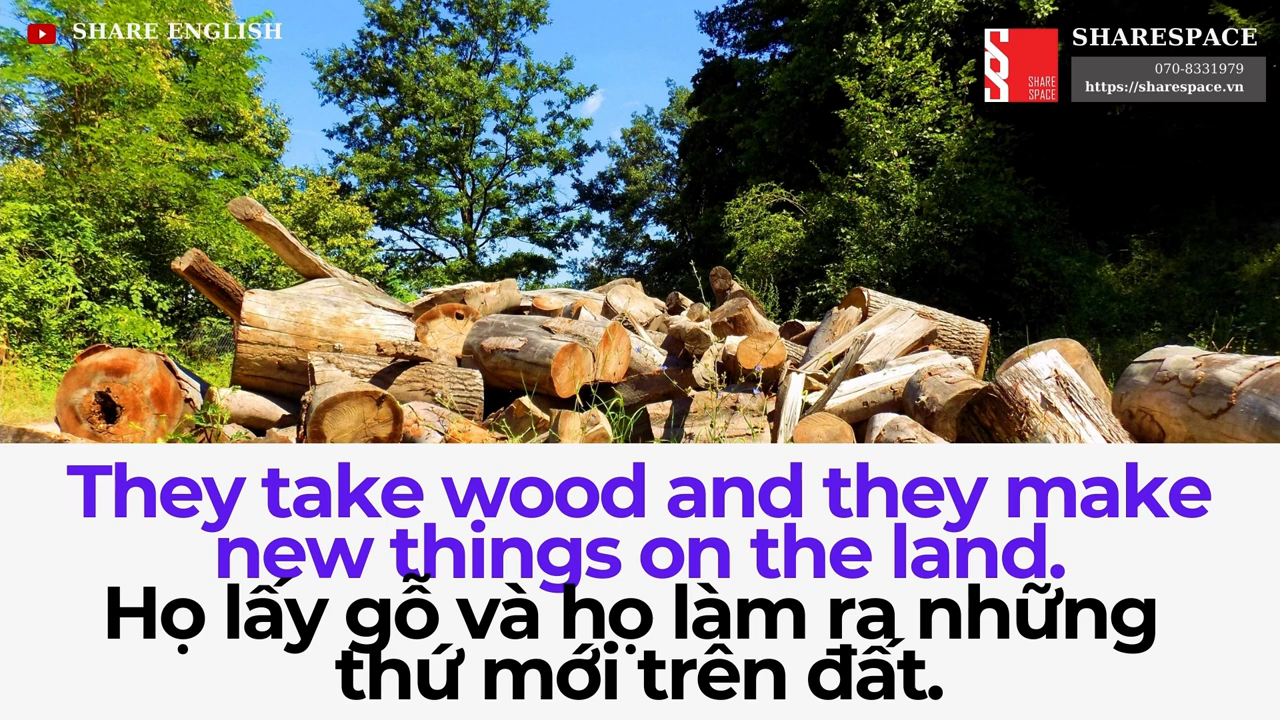 SHARE ENGLISH
SHARE
SPACE
SHARESPACE
070-8331979
https://sharespace.vn
They take wood and they make
new things on the land.
Họ lấy gỗ và họ làm ra những
thứ mới trên đất.